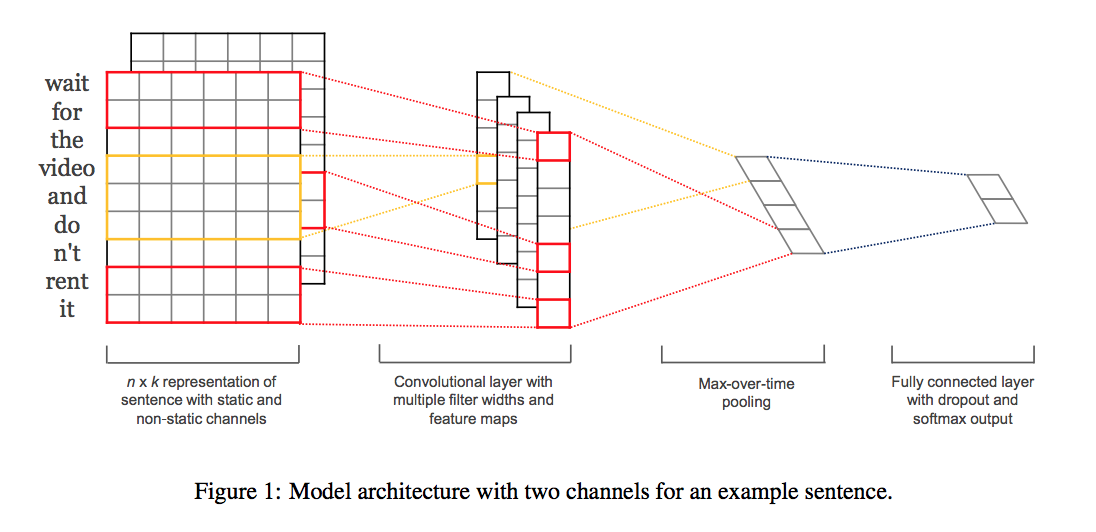 wait
for
the
video
and
do
n't
rent
it
n x k representation of
sentence with static and
non-static channels
Convolutional layer with
multiple filter widths and
feature maps
Max-over-time
pooling
Fully connected layer
with dropout and
softmax output
Figure 1: Model architecture with two channels for an example sentence.